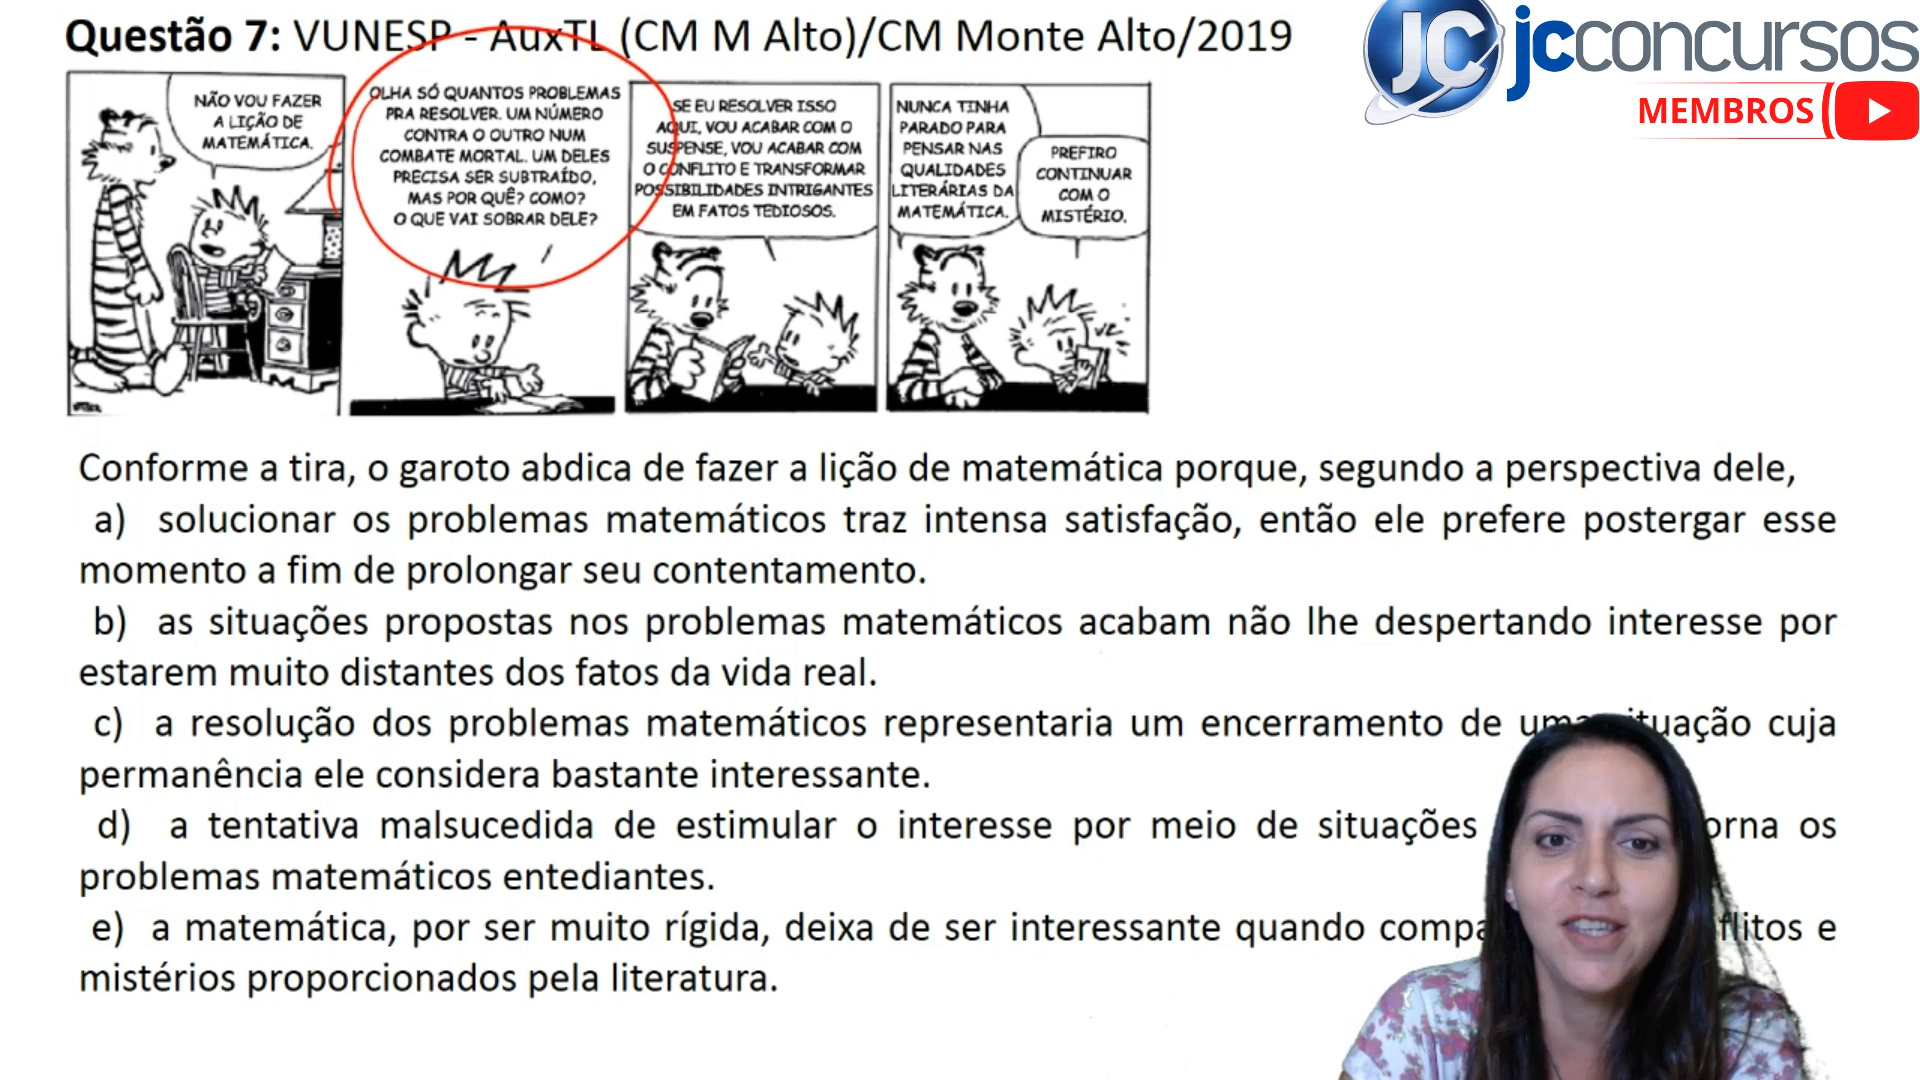 Questão 7: VUNESP - AuxTL (CM M Alto)/CM Monte Alto/2019
JC jcconcursos
MEMBROS
NÃO VOU FAZER
A LIÇÃO DE
MATEMÁTICA.
OLHA SÓ QUANTOS PROBLEMAS
PRA RESOLVER. UM NÚMERO
CONTRA O OUTRO NUM
COMBATE MORTAL. UM DELES
PRECISA SER SUBTRAÍDO,
MAS POR QUÊ? COMO?
O QUE VAI SOBRAR DELE?
SE EU RESOLVER ISSO
AQUI, VOU ACABAR COM O
SUSPENSE, VOU ACABAR COM
O CONFLITO E TRANSFORMAR
POSSIBILIDADES INTRIGANTES
EM FATOS TEDIOSOS.
NUNCA TINHA
PARADO PARA
PENSAR NAS
QUALIDADES
LITERÁRIAS DA
MATEMÁTICA.
PREFIRO
CONTINUAR
COM O
MISTÉRIO.
Conforme a tira, o garoto abdica de fazer a lição de matemática porque, segundo a perspectiva dele,
a) solucionar os problemas matemáticos traz intensa satisfação, então ele prefere postergar esse
momento a fim de prolongar seu contentamento.
b) as situações propostas nos problemas matemáticos acabam não lhe despertando interesse por
estarem muito distantes dos fatos da vida real.
c) a resolução dos problemas matemáticos representaria um encerramento de uma situação cuja
permanência ele considera bastante interessante.
d) a tentativa malsucedida de estimular o interesse por meio de situações orna os
problemas matemáticos entediantes.
e) a matemática, por ser muito rígida, deixa de ser interessante quando compa flitos e
mistérios proporcionados pela literatura.